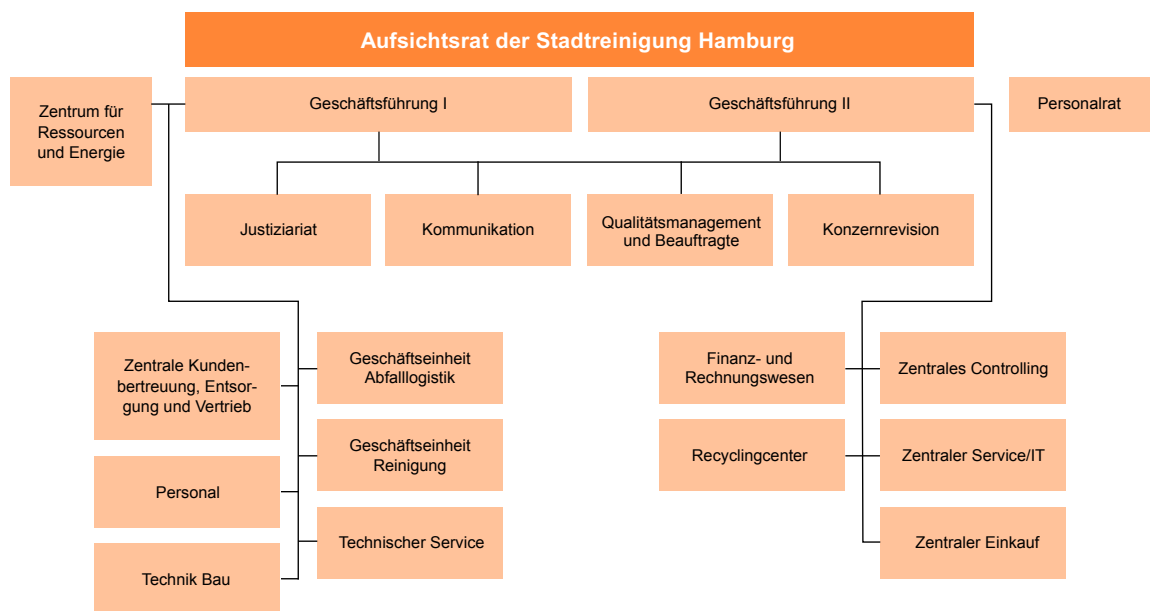 Aufsichtsrat der Stadtreinigung Hamburg
Zentrum für
Ressourcen
und Energie
Geschäftsführung I
Geschäftsführung II
Personalrat
Justiziariat
Kommunikation
Qualitätsmanagement
und Beauftragte
Konzernrevision
Zentrale Kunden-
bertreuung, Entsor-
gung und Vertrieb
Geschäftseinheit
Abfalllogistik
Geschäftseinheit
Reinigung
Personal
Technischer Service
Technik Bau
Finanz- und
Rechnungswesen
Zentrales Controlling
Recyclingcenter
Zentraler Service/IT
Zentraler Einkauf